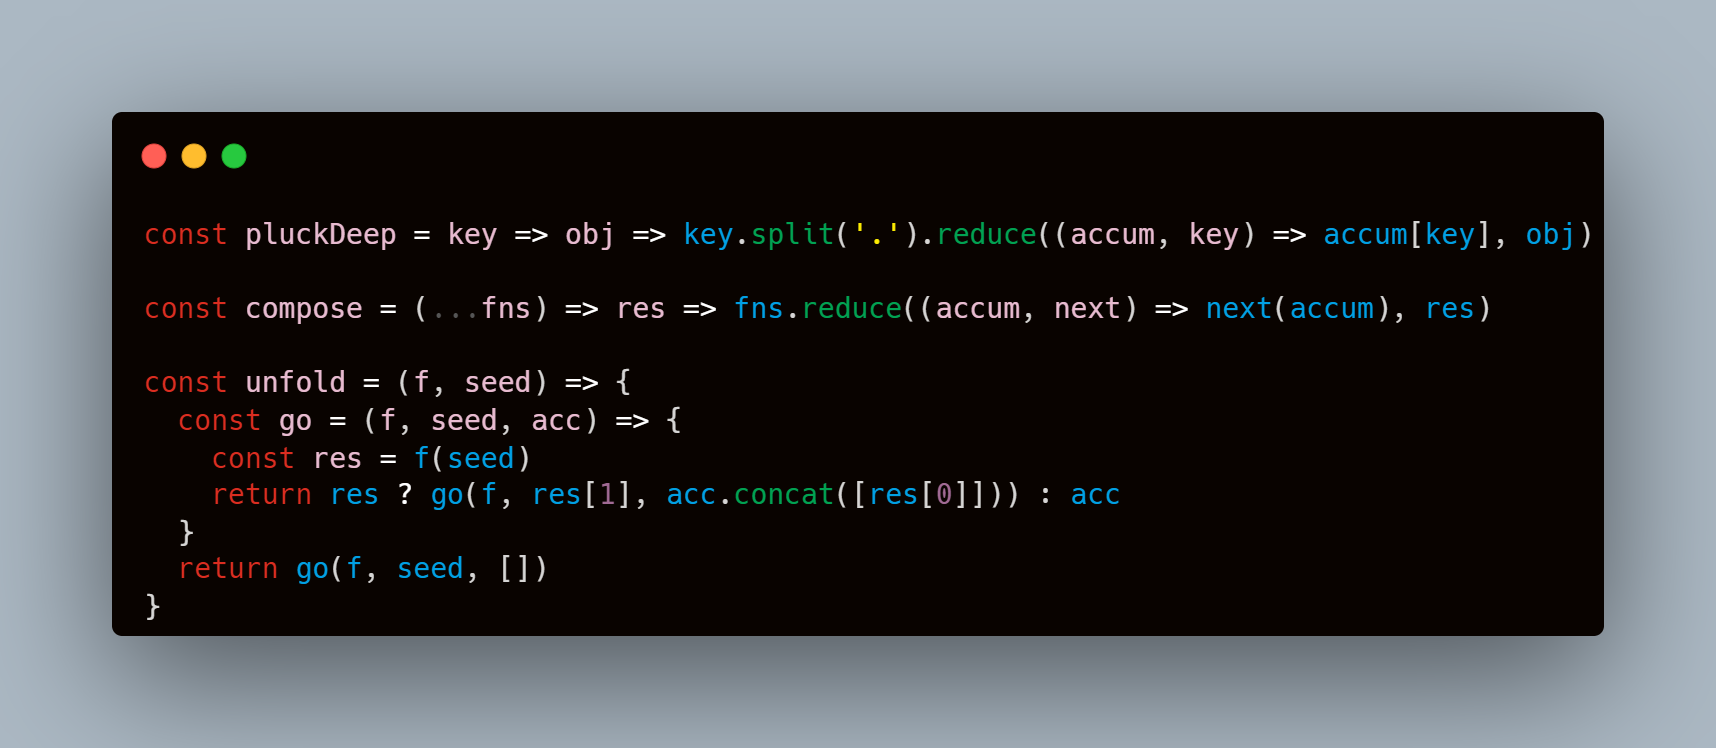 const pluckDeep = key => obj => key.split('.').reduce((accum, key) => accum[key], obj)
const compose = (...fns) => res => fns.reduce((accum, next) => next(accum), res)
const unfold = (f, seed) => {
  const go = (f, seed, acc) => {
    const res = f(seed)
    return res ? go(f, res[1], acc.concat([res[0]])) : acc
  }
  return go(f, seed, [])
}